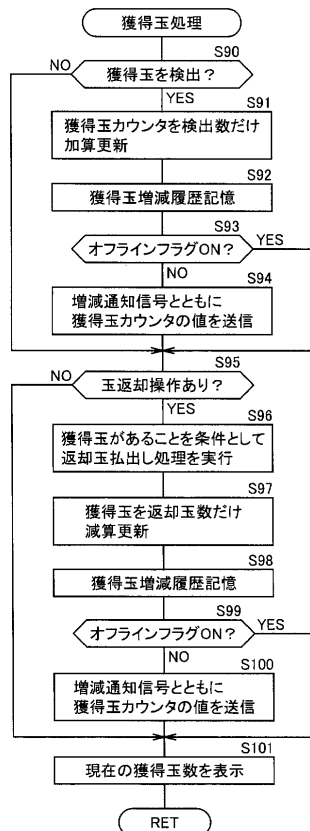 獲得玉処理
S90
NO
獲得玉を検出?
YES
S91
獲得玉カウンタを検出数だけ
加算更新
S92
獲得玉増減履歴記憶
S93
オフラインフラグON?
YES
NO
S94
増減通知信号とともに
獲得玉カウンタの値を送信
S95
NO
玉返却操作あり?
YES
S96
獲得玉があることを条件として
返却玉払出し処理を実行
S97
獲得玉を返却玉数だけ
減算更新
S98
獲得玉増減履歴記憶
S99
オフラインフラグON?
YES
NO
S100
増減通知信号とともに
獲得玉カウンタの値を送信
S101
現在の獲得玉数を表示
RET